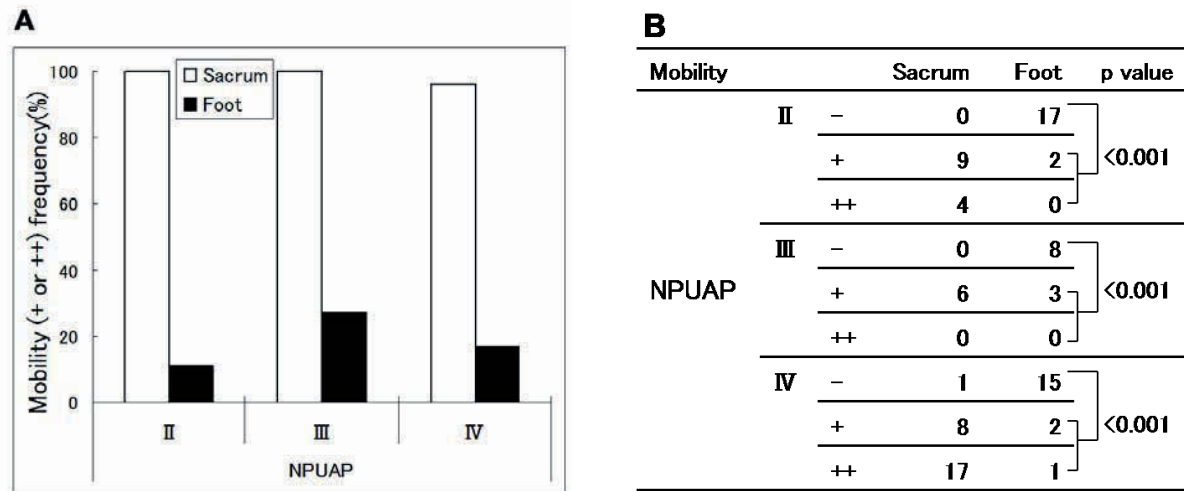 A
100
80
60
40
20
0
Mobility (+ or ++) frequency(%)
Sacrum
Foot
Ⅱ Ⅲ Ⅳ
NPUAP
B
Mobility Sacrum Foot p value
Ⅱ - 0 17
+ 9 2 <0.001
++ 4 0
Ⅲ - 0 8
NPUAP + 6 3 <0.001
++ 0 0
Ⅳ - 1 15
+ 8 2 <0.001
++ 17 1